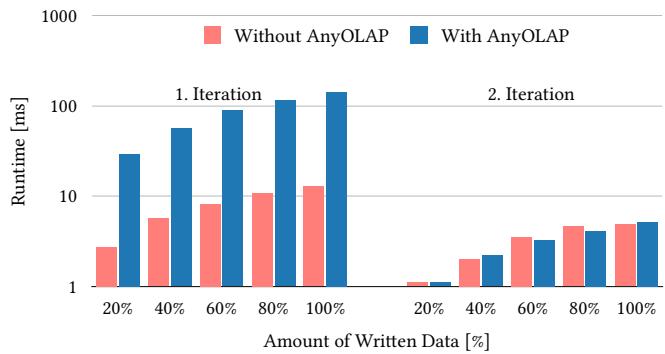 1000
Without AnyOLAP With AnyOLAP
1. Iteration 2. Iteration
100
Runtime [ms]
10
1
20% 40% 60% 80% 100% 20% 40% 60% 80% 100%
Amount of Written Data [%]